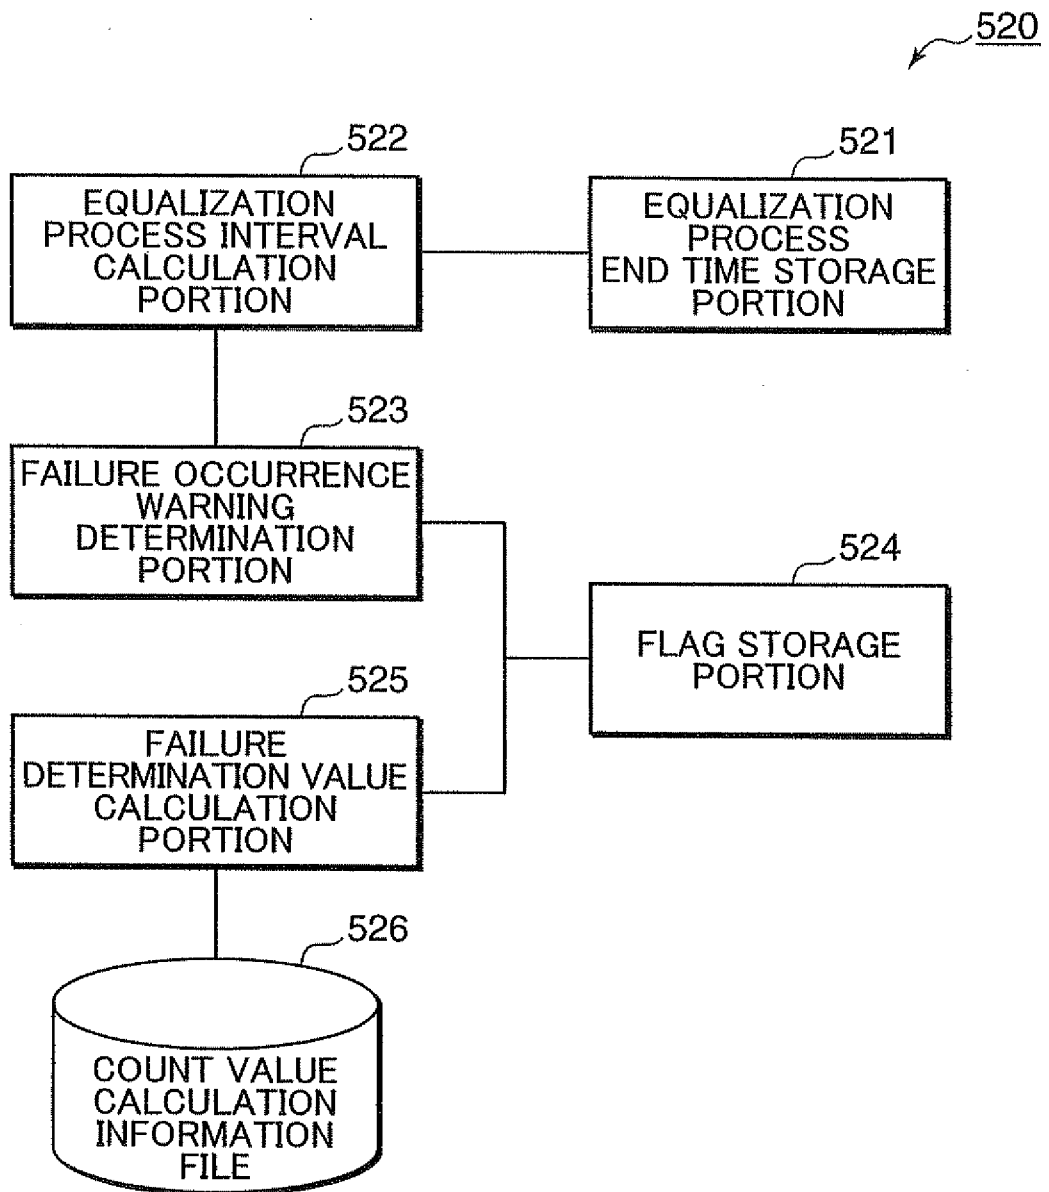 520
522
EQUALIZATION
PROCESS INTERVAL
CALCULATION
PORTION
521
EQUALIZATION
PROCESS
END TIME STORAGE
PORTION
523
FAILURE OCCURRENCE
WARNING
DETERMINATION
PORTION
524
FLAG STORAGE
PORTION
525
FAILURE
DETERMINATION VALUE
CALCULATION
PORTION
526
COUNT VALUE
CALCULATION
INFORMATION
FILE